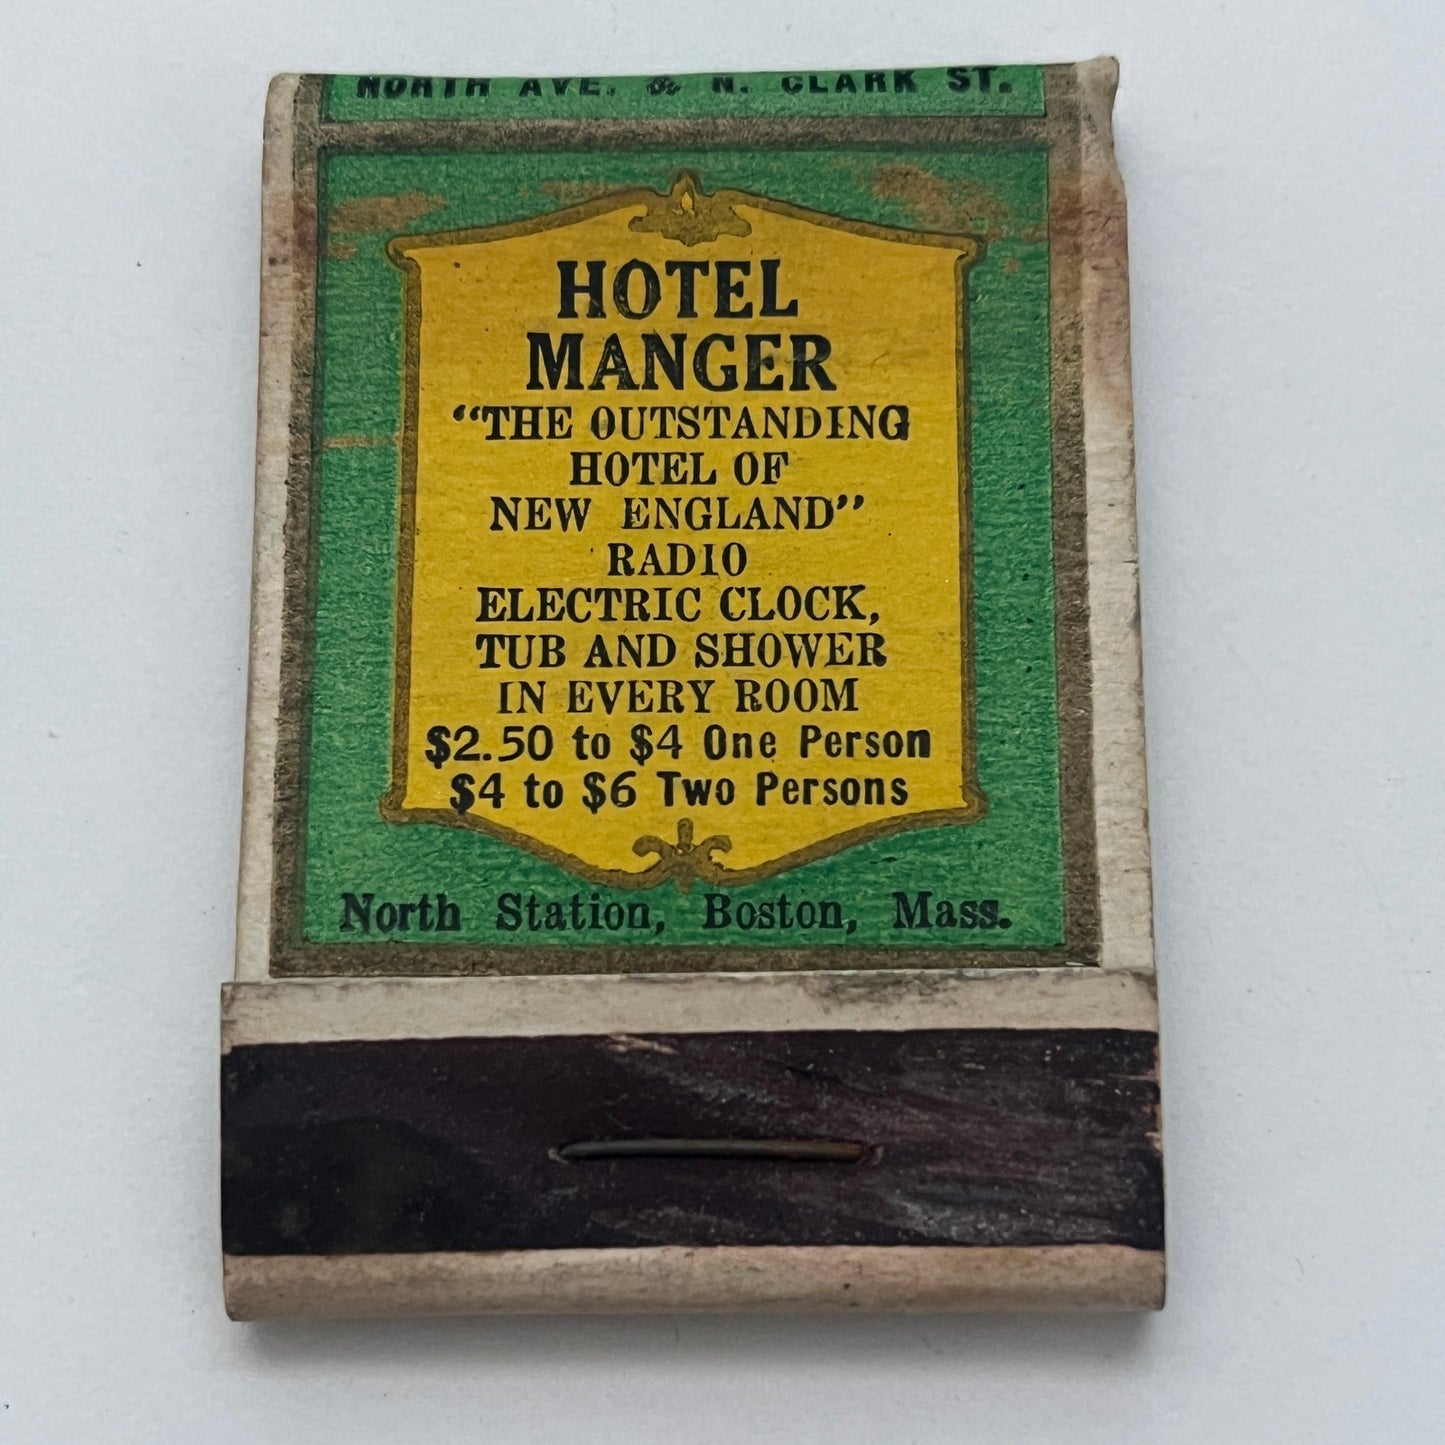 NORTH AVE. & N. CLARK ST.
HOTEL
MANGER
“THE OUTSTANDING
HOTEL OF
NEW ENGLAND”
RADIO
ELECTRIC CLOCK,
TUB AND SHOWER
IN EVERY ROOM
$2.50 to $4 One Person
$4 to $6 Two Persons
North Station, Boston, Mass.